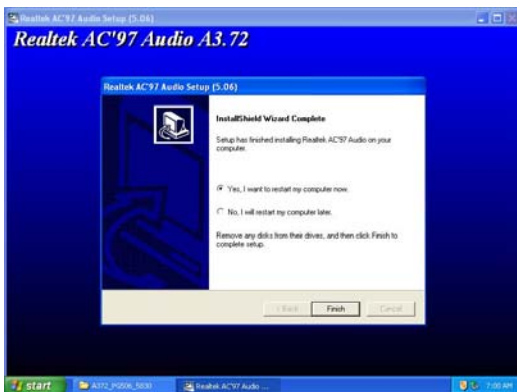 Realtek AC'97 Audio Setup (5.06)
Realtek AC'97 Audio A3.72
Realtek AC'97 Audio Setup (5.06)
InstallShield Wizard Complete
Setup has finished installing Realtek AC'97 Audio on your
computer.
Yes, I want to restart my computer now.
No, I will restart my computer later.
Remove any disks from their drives, and then click Finish to
complete setup.
< Back
Finish
Cancel
start
Realtek AC'97 Audio ...
7:00 AM